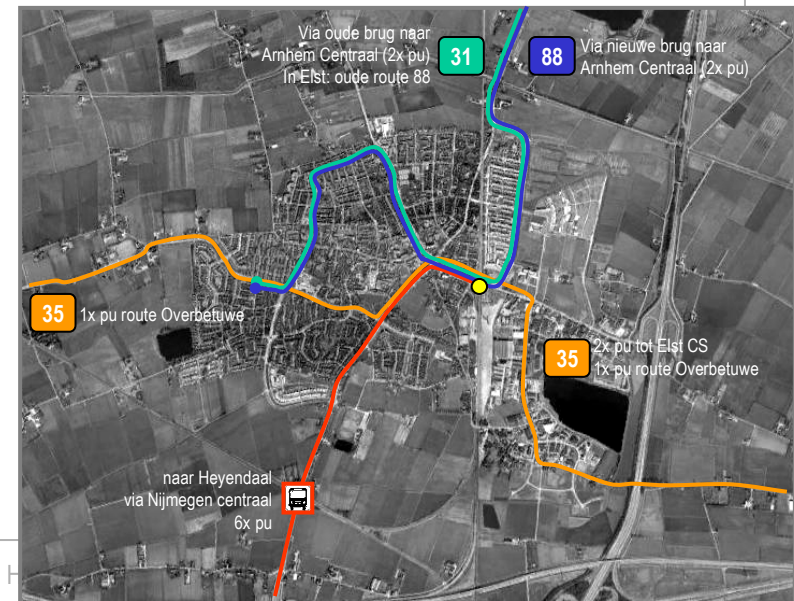 Via oude brug naar
Arnhem Centraal (2x pu)
In Elst: oude route 88
31
88
Via nieuwe brug naar
Arnhem Centraal (2x pu)
35
1x pu route Overbetuwe
35
2x pu tot Elst CS
1x pu route Overbetuwe
naar Heyendaal
via Nijmegen centraal
6x pu
H